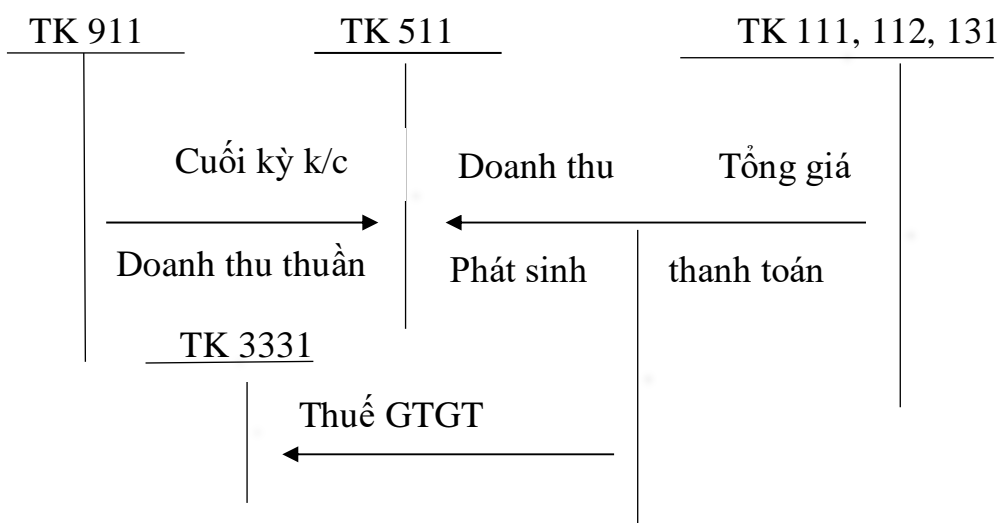 TK 911 TK 511 TK 111, 112, 131
Cuối kỳ k/c Doanh thu Tổng giá
Doanh thu thuần Phát sinh thanh toán
TK 3331
Thuế GTGT